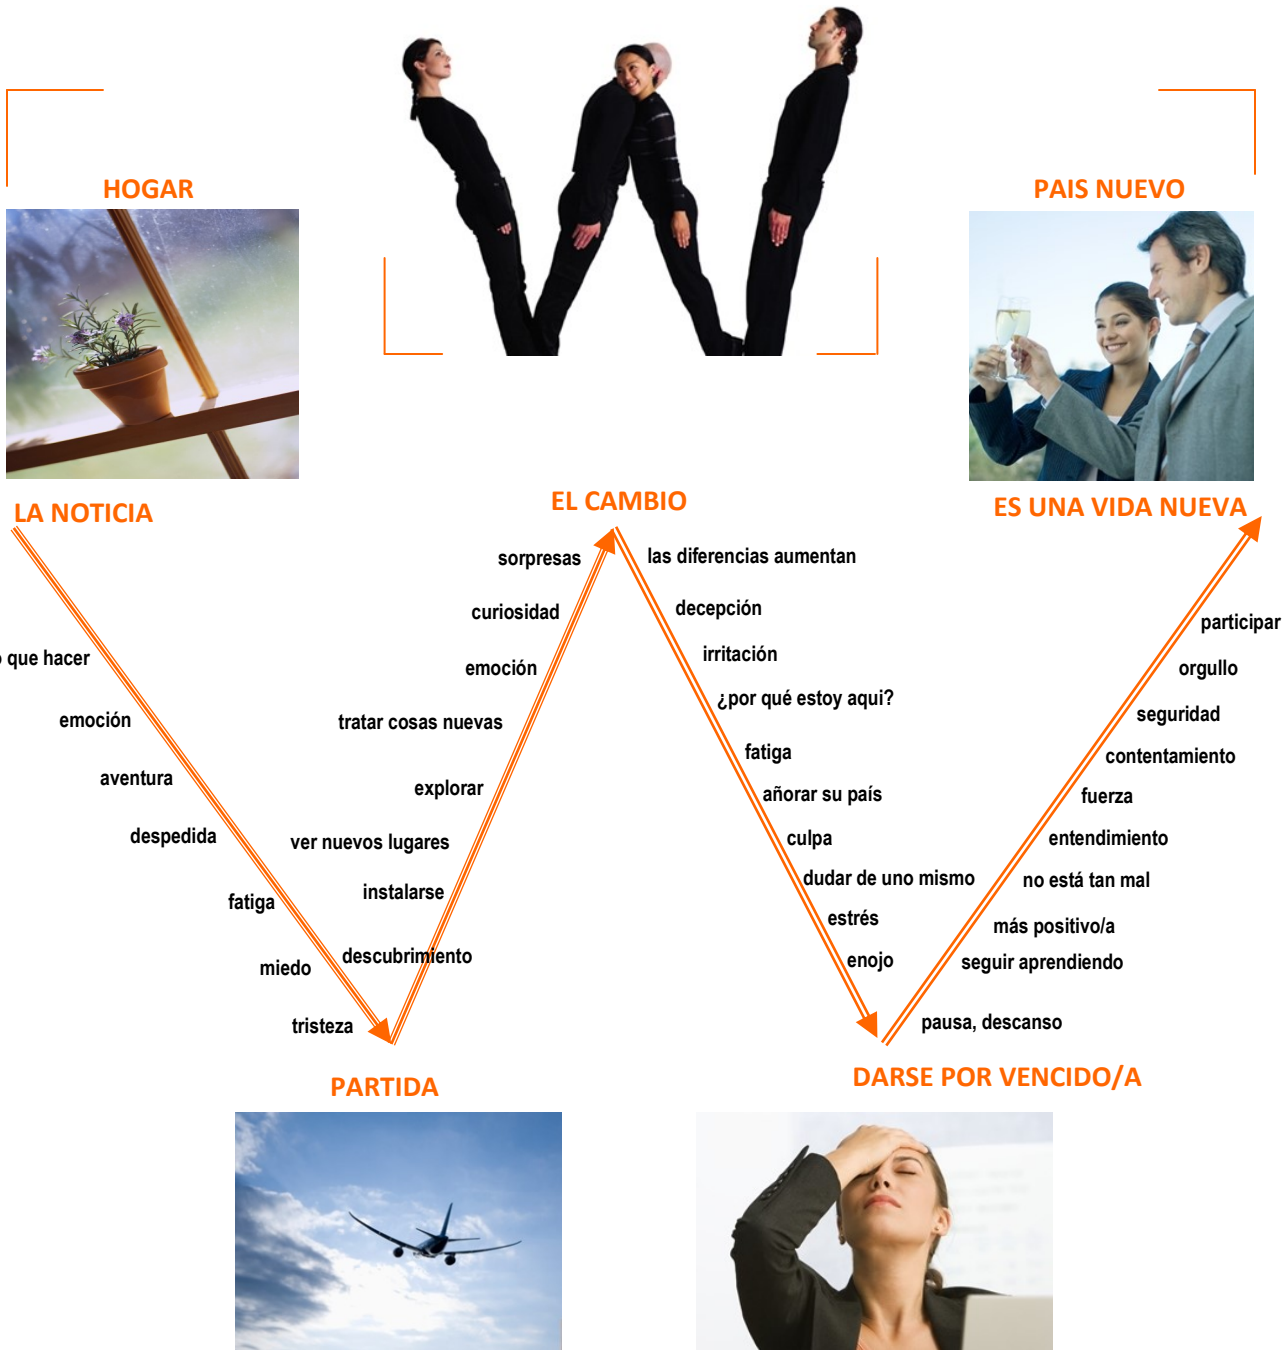 HOGAR
PAIS NUEVO
LA NOTICIA
EL CAMBIO
ES UNA VIDA NUEVA
que hacer
emoción
aventura
despedida
fatiga
miedo
tristeza
sorpresas
curiosidad
emoción
tratar cosas nuevas
explorar
ver nuevos lugares
instalarse
descubrimiento
las diferencias aumentan
decepción
irritación
¿por qué estoy aqui?
fatiga
añorar su país
culpa
dudar de uno mismo
estrés
enojo
participar
orgullo
seguridad
contentamiento
fuerza
entendimiento
no está tan mal
más positivo/a
seguir aprendiendo
pausa, descanso
PARTIDA
DARSE POR VENCIDO/A